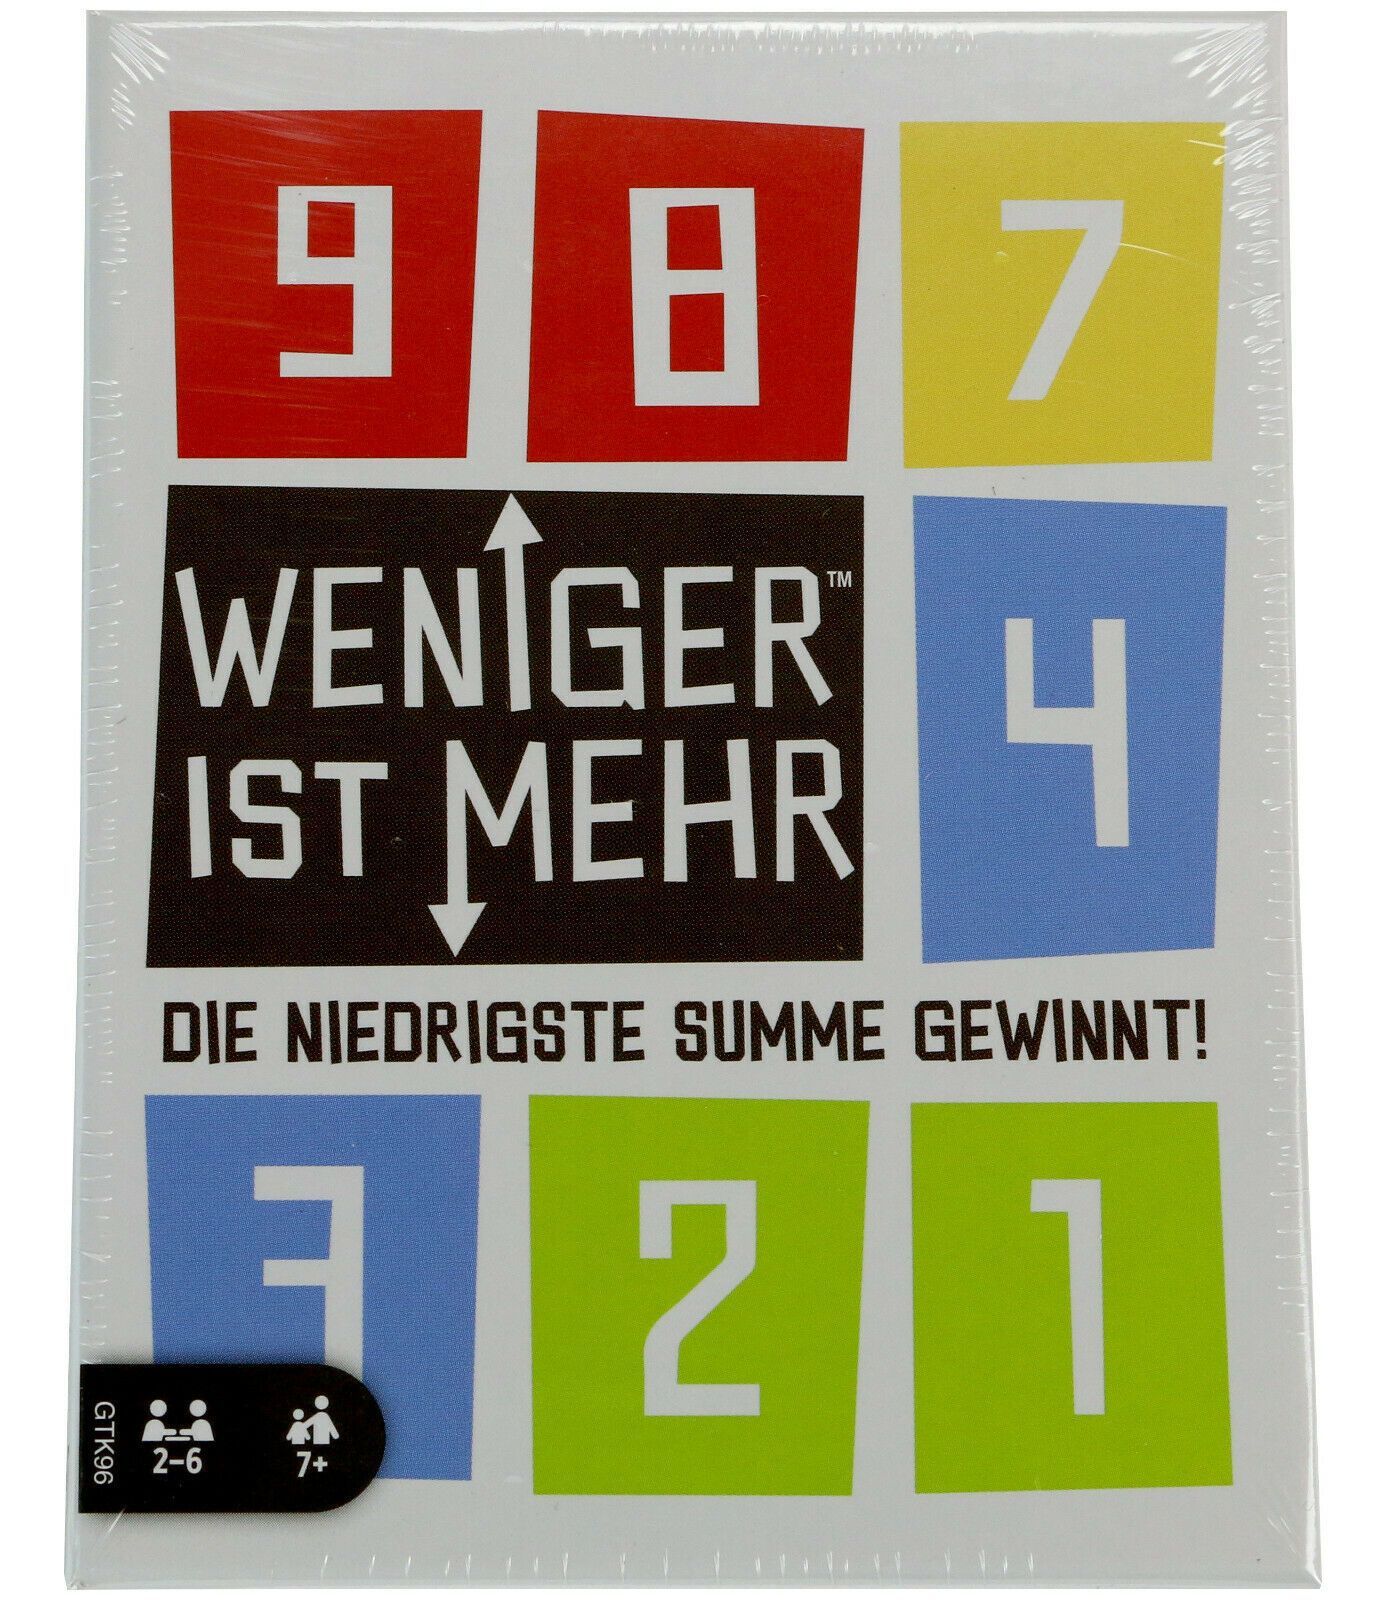 9 8 7
WENIGER™
IST MEHR
4
DIE NIEDRIGSTE SUMME GEWINNT!
3 2 1
GTK96
2-6
7+